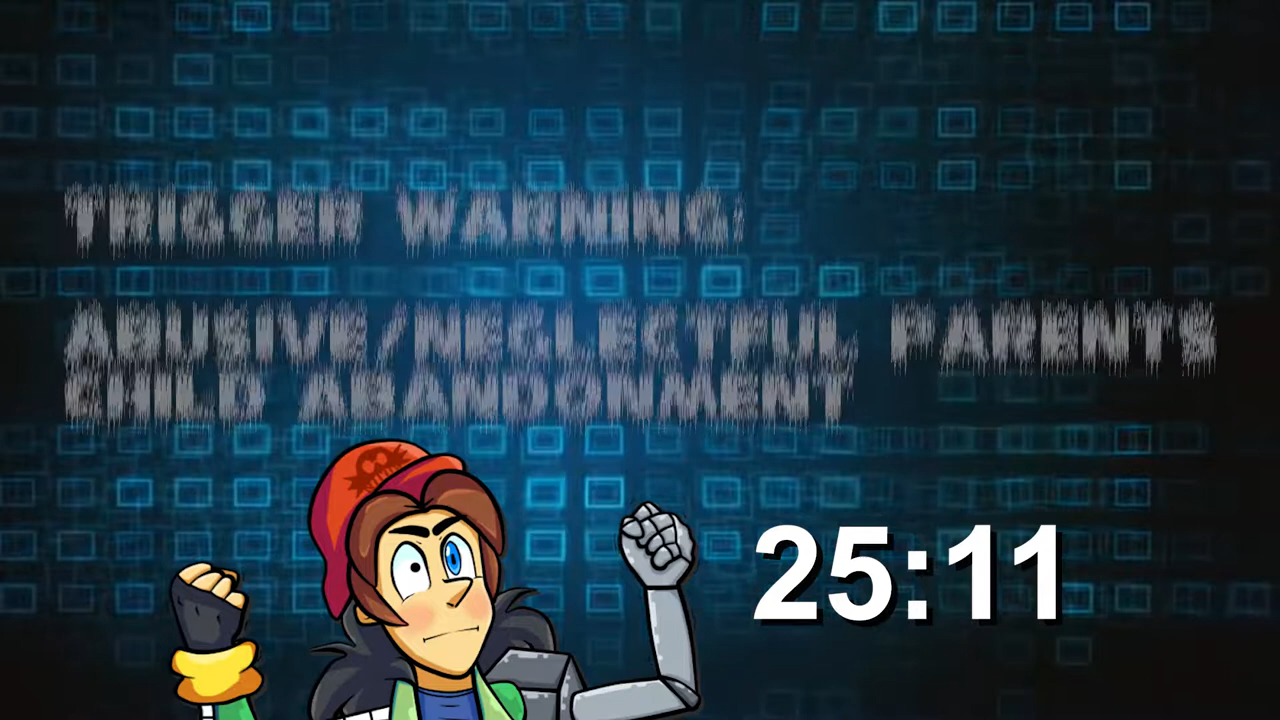 TRIGGER WARNING:
ABUSIVE/NEGLECTFUL PARENTS
CHILD ABANDONMENT
25:11